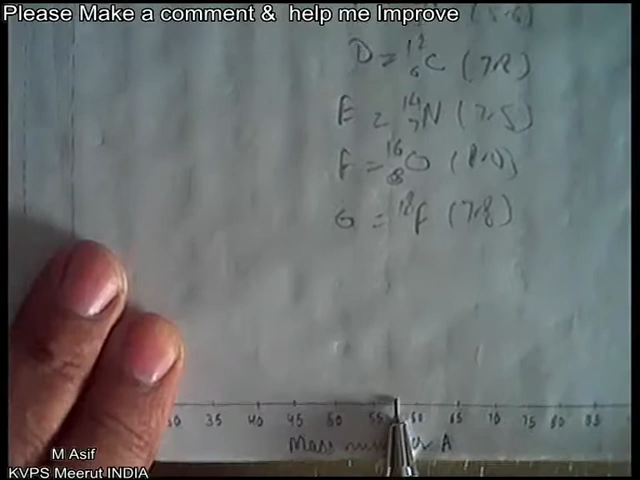 Please Make a comment & help me Improve
D = ¹²₆C (7.2)
E = ¹⁴₇N (7.5)
F = ¹⁶₈O (8.0)
G = ¹⁸F (7.8)
30 35 40 45 50 55 60 65 70 75 80 85
Mass number A
M Asif
KVPS Meerut INDIA